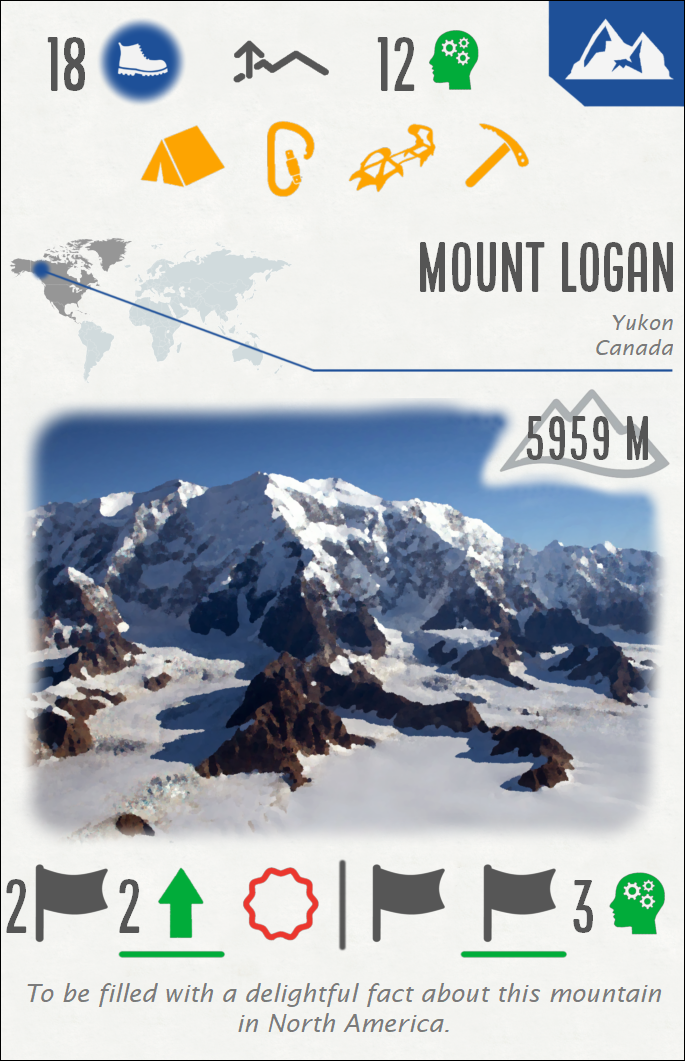 18 12
MOUNT LOGAN
Yukon
Canada
5959 M
2 2 3
To be filled with a delightful fact about this mountain
in North America.